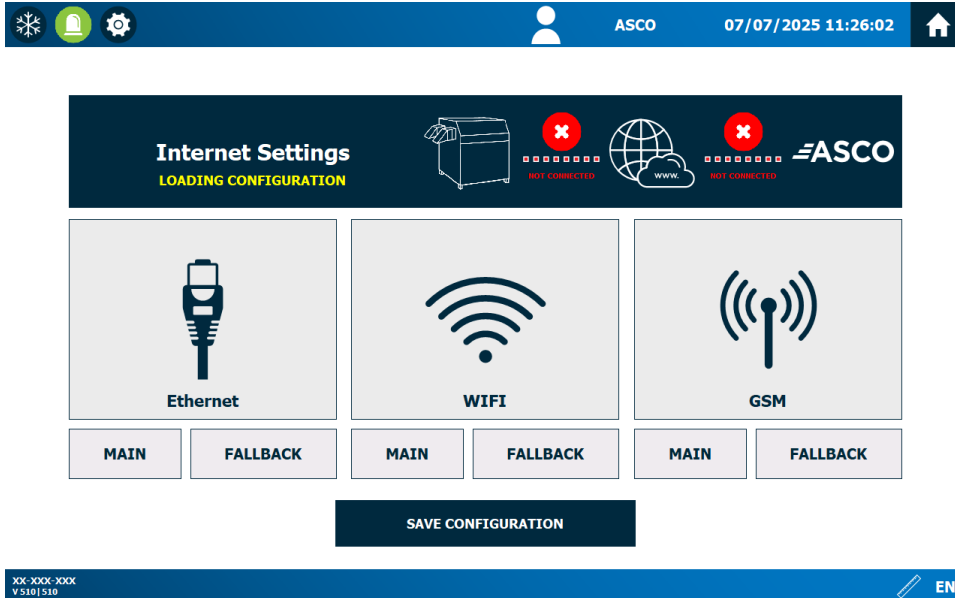 ASCO 07/07/2025 11:26:02
Internet Settings
LOADING CONFIGURATION
NOT CONNECTED
www.
NOT CONNECTED
ASCO
Ethernet
WIFI
GSM
MAIN
FALLBACK
MAIN
FALLBACK
MAIN
FALLBACK
SAVE CONFIGURATION
XX-XXX-XXX
V 510 | 510
EN